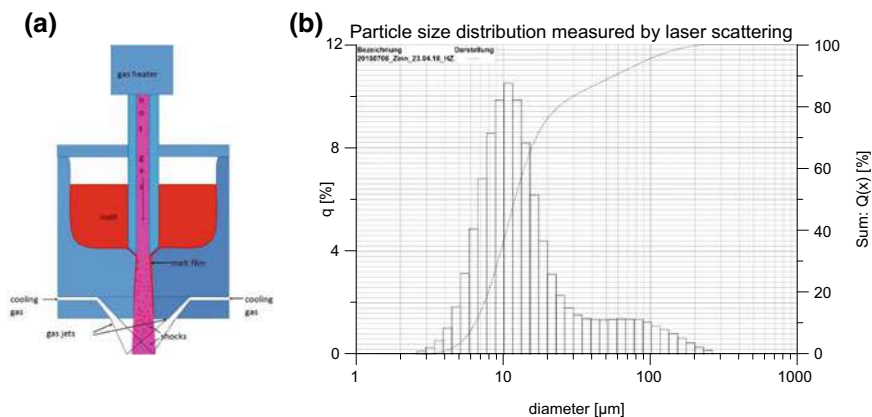 (a)
gas heater
hot gas
melt
melt film
cooling gas
cooling gas
gas jets
shocks
(b)
Particle size distribution measured by laser scattering
Bezeichnung Darstellung
20180706_Zinn_23.04.18_HZ
12
8
4
0
q [%]
100
80
60
40
20
0
Sum: Q(x) [%]
1 10 100 1000
diameter [µm]